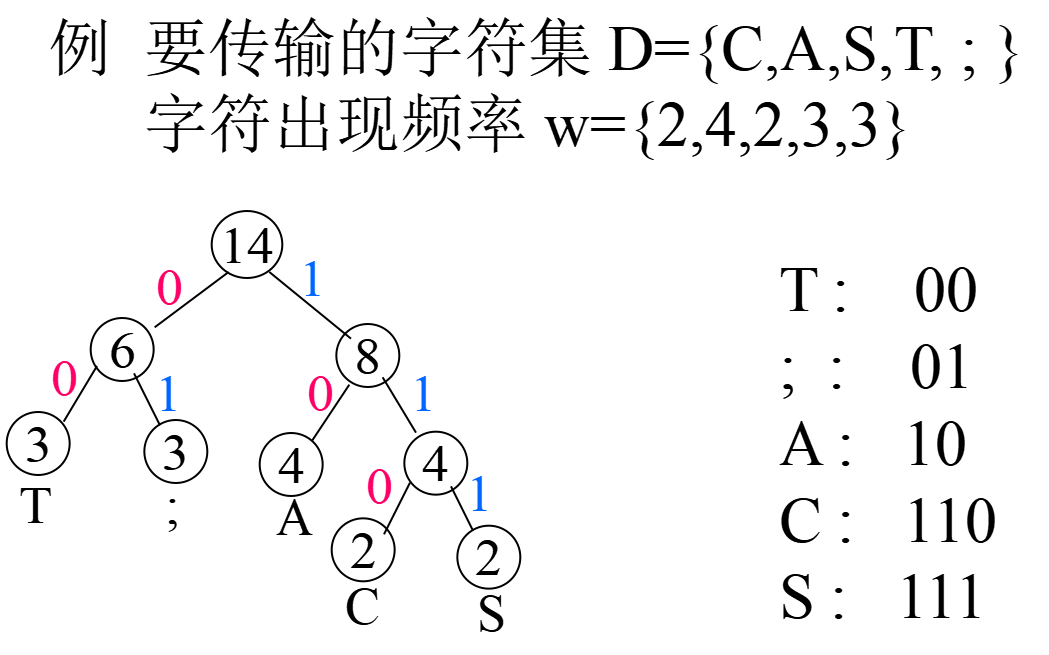 例 要传输的字符集 D={C,A,S,T, ; }
字符出现频率 w={2,4,2,3,3}
14
0 1
6 8
0 1 0 1
3 3 4 4
T ; A 0 1
2 2
C S
T : 00
; : 01
A : 10
C : 110
S : 111